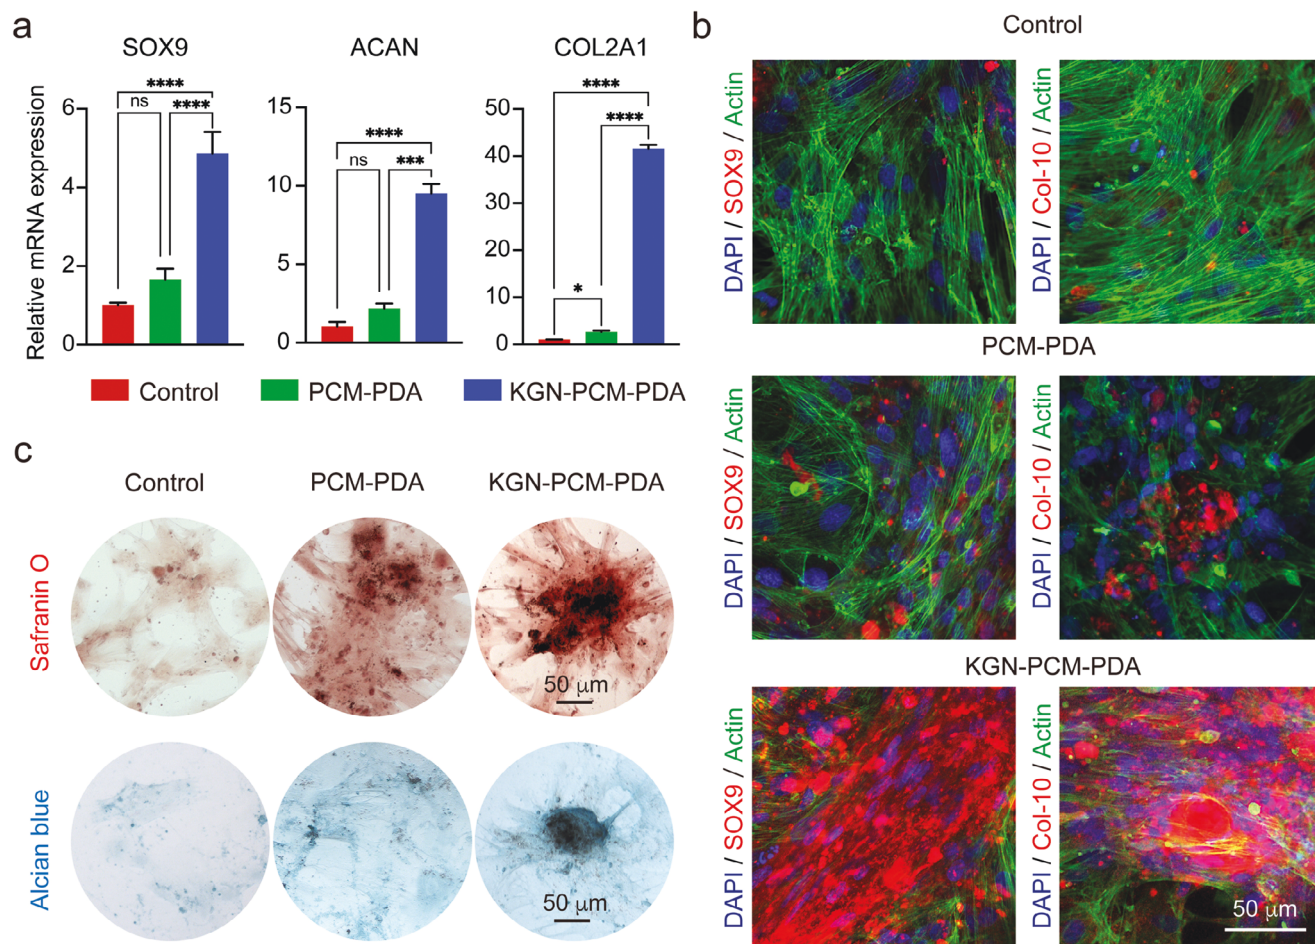 a
SOX9
ACAN
COL2A1
Relative mRNA expression
6
4
2
0
****
ns
****
15
10
5
0
****
ns
***
50
40
30
20
10
0
****
****
*
Control
PCM-PDA
KGN-PCM-PDA
b
Control
DAPI / SOX9 / Actin
DAPI / Col-10 / Actin
PCM-PDA
DAPI / SOX9 / Actin
DAPI / Col-10 / Actin
KGN-PCM-PDA
DAPI / SOX9 / Actin
DAPI / Col-10 / Actin
50 μm
c
Control
PCM-PDA
KGN-PCM-PDA
Safranin O
50 μm
Alcian blue
50 μm